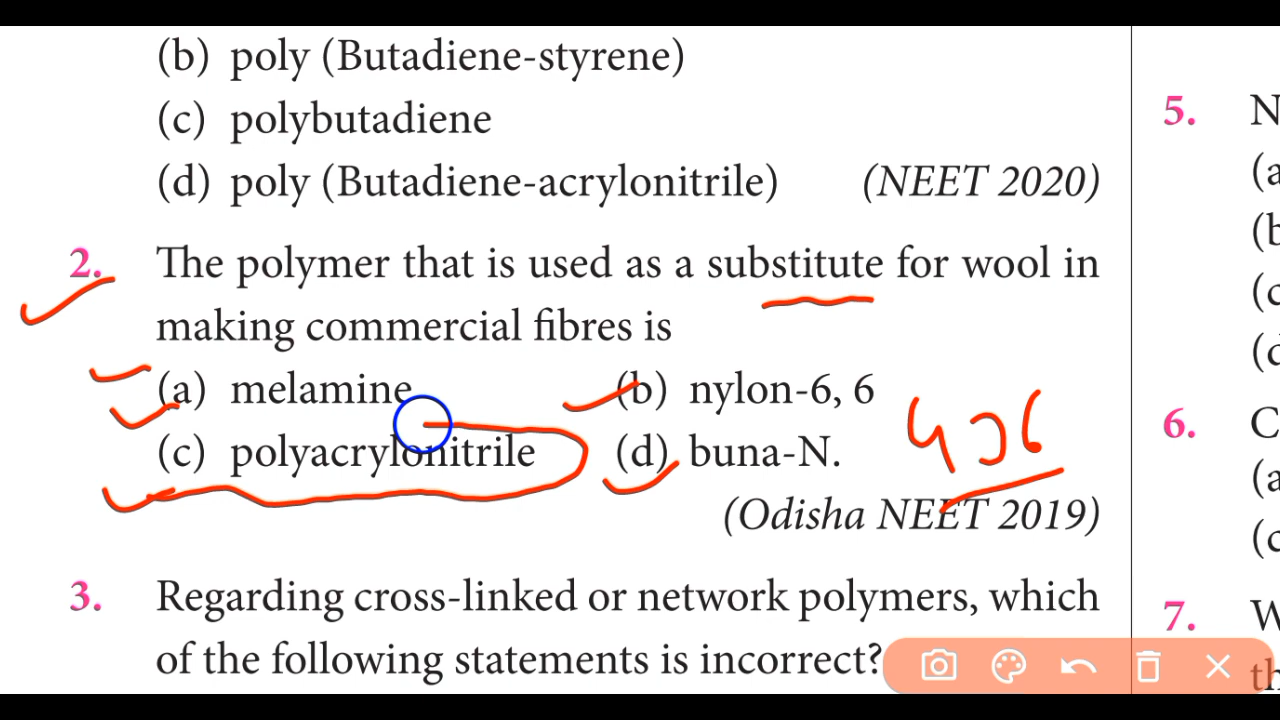 (b) poly (Butadiene-styrene)
(c) polybutadiene
(d) poly (Butadiene-acrylonitrile) (NEET 2020)
2. The polymer that is used as a substitute for wool in
making commercial fibres is
(a) melamine (b) nylon-6, 6
(c) polyacrylonitrile (d) buna-N.
(Odisha NEET 2019)
3. Regarding cross-linked or network polymers, which
of the following statements is incorrect?
5. N
(a
(b
(c
(d
6. C
(a
(c
7. W
th